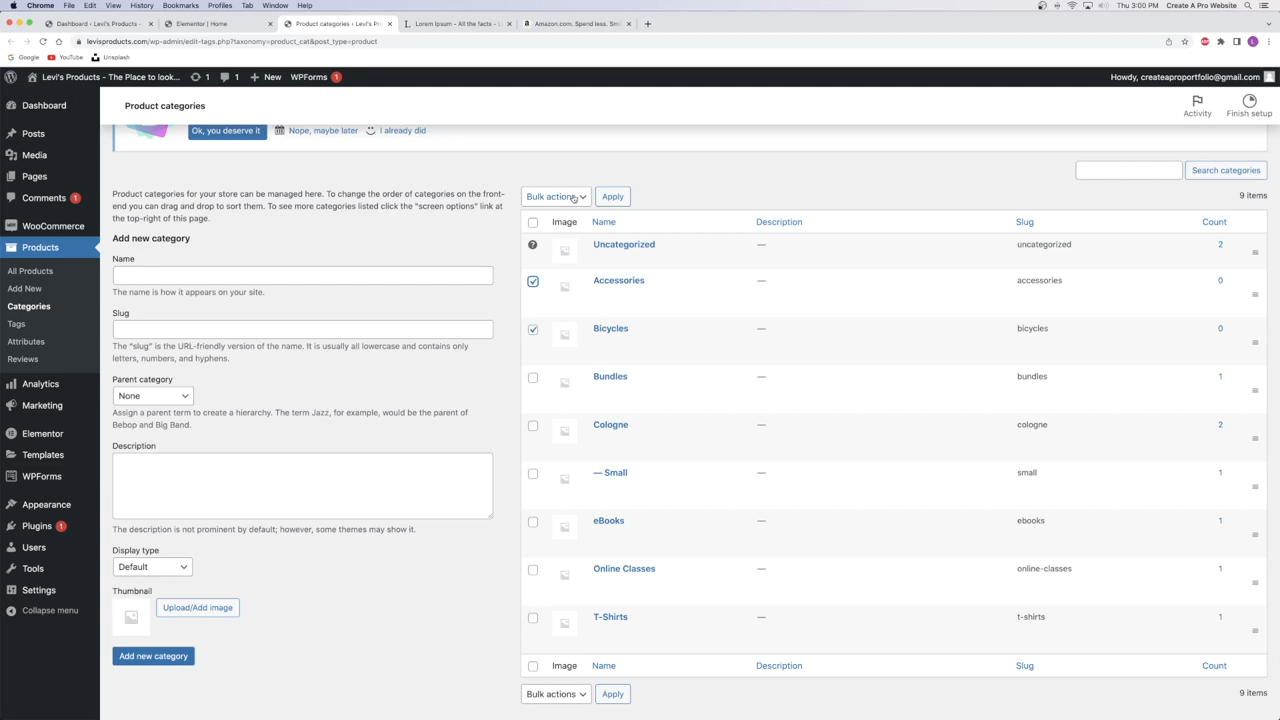 Chrome File Edit View History Bookmarks Profiles Tab Window Help Thu 3:00 PM Create A Pro Website
Dashboard ‹ Levi's Products - Elementor | Home Product categories ‹ Levi's Pro Lorem Ipsum - All the facts - L Amazon.com. Spend less. Smi
levisproducts.com/wp-admin/edit-tags.php?taxonomy=product_cat&post_type=product
Google YouTube Unsplash
Levi's Products - The Place to look... 1 1 New WPForms 1 Howdy, createaproportfolio@gmail.com
Dashboard
Posts
Media
Pages
Comments 1
WooCommerce
Products
All Products
Add New
Categories
Tags
Attributes
Reviews
Analytics
Marketing
Elementor
Templates
WPForms
Appearance
Plugins 1
Users
Tools
Settings
Collapse menu
Product categories
Activity
Finish setup
Ok, you deserve it Nope, maybe later I already did
Search categories
Product categories for your store can be managed here. To change the order of categories on the front-
end you can drag and drop to sort them. To see more categories listed click the "screen options" link at
the top-right of this page.
Add new category
Name
The name is how it appears on your site.
Slug
The "slug" is the URL-friendly version of the name. It is usually all lowercase and contains only
letters, numbers, and hyphens.
Parent category
None
Assign a parent term to create a hierarchy. The term Jazz, for example, would be the parent of
Bebop and Big Band.
Description
The description is not prominent by default; however, some themes may show it.
Display type
Default
Thumbnail
Upload/Add image
Add new category
Bulk actions Apply 9 items
Image Name Description Slug Count
Uncategorized — uncategorized 2
Accessories — accessories 0
Bicycles — bicycles 0
Bundles — bundles 1
Cologne — cologne 2
— Small — small 1
eBooks — ebooks 1
Online Classes — online-classes 1
T-Shirts — t-shirts 1
Image Name Description Slug Count
Bulk actions Apply 9 items